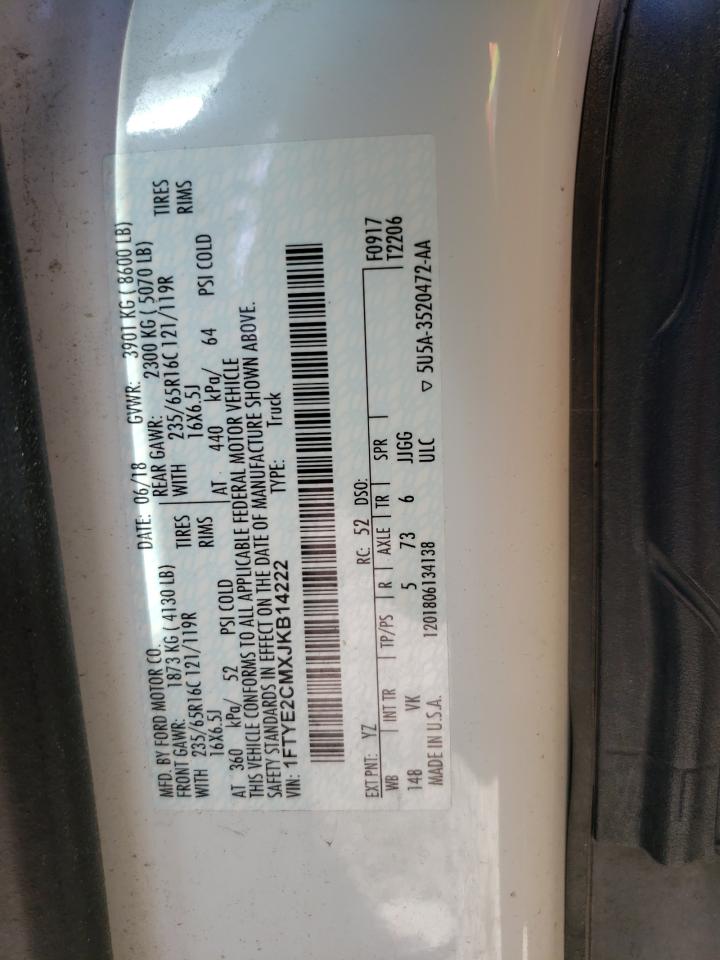 MFD. BY FORD MOTOR CO. DATE: 06/18 GVWR: 3901 KG ( 8600 LB)
FRONT GAWR: 1873 KG ( 4130 LB) REAR GAWR: 2300 KG ( 5070 LB)
WITH 235/65R16C 121/119R TIRES WITH 235/65R16C 121/119R TIRES
16X6.5J RIMS 16X6.5J RIMS
AT 360 kPa/ 52 PSI COLD AT 440 kPa/ 64 PSI COLD
THIS VEHICLE CONFORMS TO ALL APPLICABLE FEDERAL MOTOR VEHICLE
SAFETY STANDARDS IN EFFECT ON THE DATE OF MANUFACTURE SHOWN ABOVE.
VIN: 1FTYE2CMXJKB14222 TYPE: Truck
EXT PNT: YZ RC: 52 DSO: F0917
WB INT TR TP/PS R AXLE TR SPR T2206
148 VK 5 73 6 JJGG
MADE IN U.S.A. 1201806134138 ULC ▽ 5U5A-3520472-AA